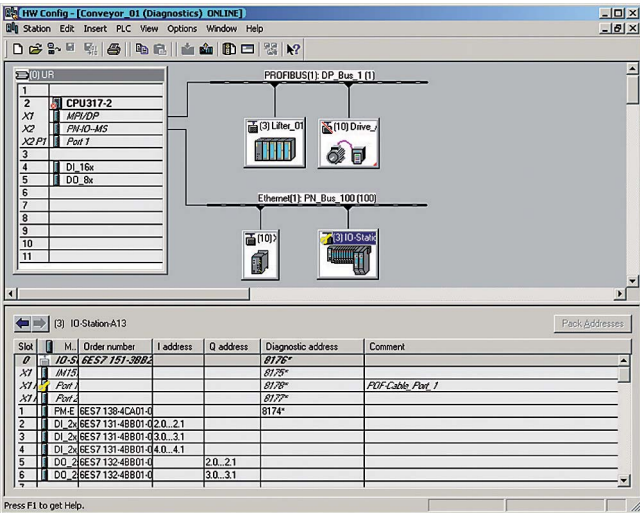 HW Config - [Conveyor_01 (Diagnostics) ONLINE]
Station Edit Insert PLC View Options Window Help
(0) UR
1
2 CPU317-2
X1 MPI/DP
X2 PN-IO-MS
X2 P1 Port 1
3
4 DI_16x
5 DO_8x
6
7
8
9
10
11
PROFIBUS(1): DP_Bus_1 (1)
(3) Lifter_01
(10) Drive_
Ethernet(1): PN_Bus_100 (100)
(10)
(3) IO-Static
(3) IO-Station-A13
Pack Addresses
Slot M... Order number I address Q address Diagnostic address Comment
0 IO-S 6ES7 151-3BB2 8176*
X1 IM15 8175*
X1 Port 1 8178* POF-Cable_Port_1
X1 Port 2 8177*
1 PM-E 6ES7 138-4CA01-0 8174*
2 DI_2x 6ES7 131-4BB01-0 2.0...2.1
3 DI_2x 6ES7 131-4BB01-0 3.0...3.1
4 DI_2x 6ES7 131-4BB01-0 4.0...4.1
5 DO_2 6ES7 132-4BB01-0 2.0...2.1
6 DO_2 6ES7 132-4BB01-0 3.0...3.1
Press F1 to get Help.